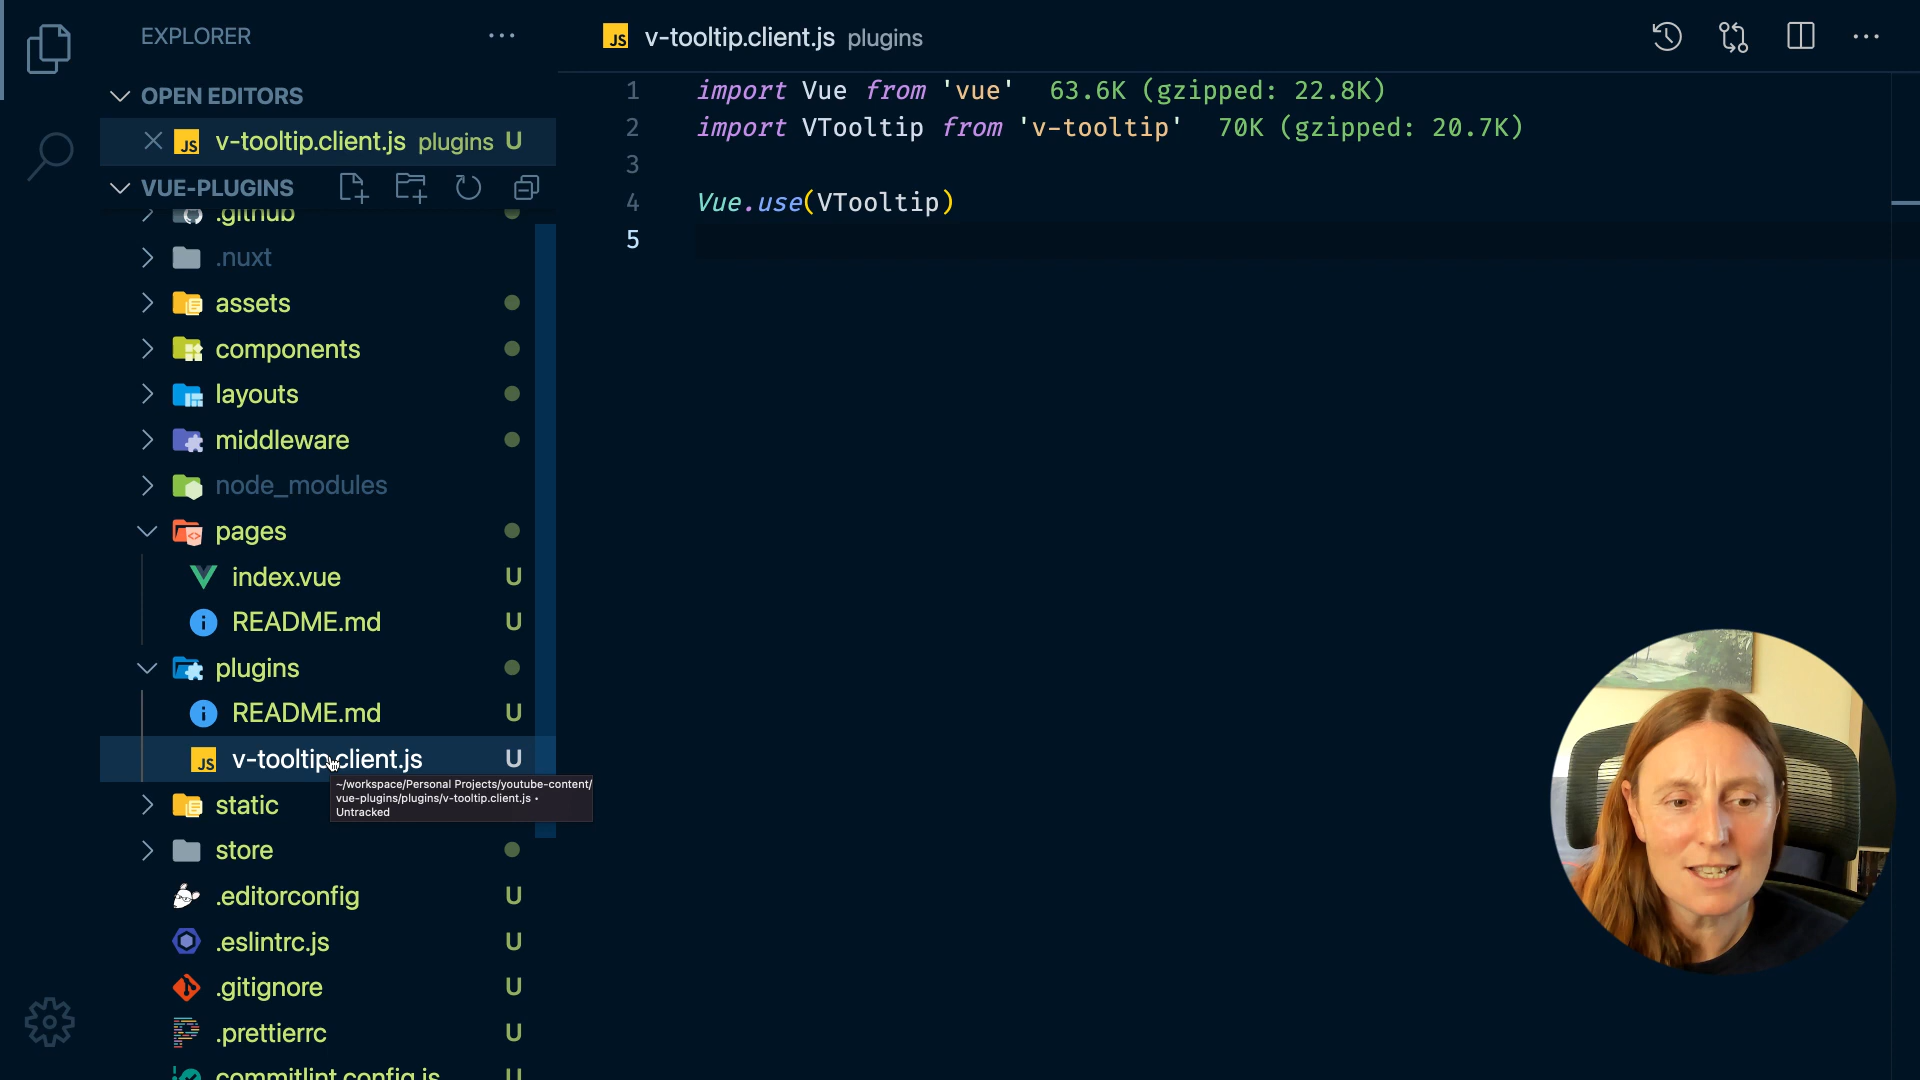 EXPLORER
OPEN EDITORS
v-tooltip.client.js plugins U
VUE-PLUGINS
.github
.nuxt
assets
components
layouts
middleware
node_modules
pages
index.vue U
README.md U
plugins
README.md U
v-tooltip.client.js U
~/workspace/Personal Projects/youtube-content/
vue-plugins/plugins/v-tooltip.client.js •
Untracked
static
store
.editorconfig U
.eslintrc.js U
.gitignore U
.prettierrc U
commitlint.config.js U
JS v-tooltip.client.js plugins
1 import Vue from 'vue' 63.6K (gzipped: 22.8K)
2 import VTooltip from 'v-tooltip' 70K (gzipped: 20.7K)
3
4 Vue.use(VTooltip)
5